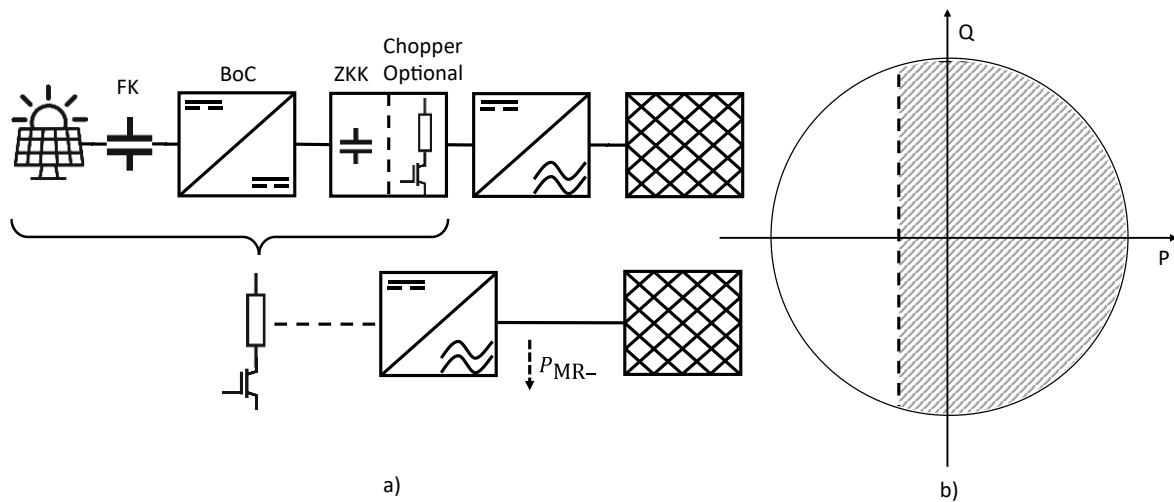 FK
BoC
ZKK
Chopper
Optional
P_MR−
a)
Q
P
b)